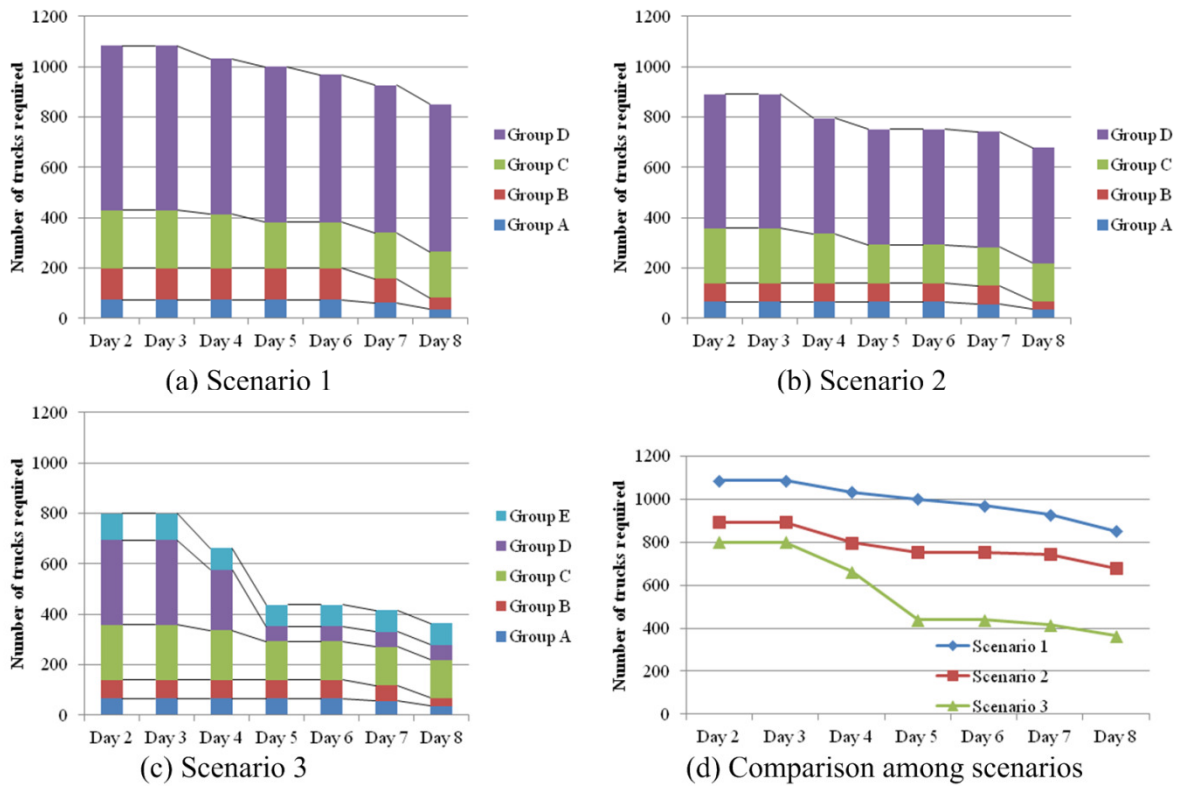 Number of trucks required
1200
1000
800
600
400
200
0
Day 2 Day 3 Day 4 Day 5 Day 6 Day 7 Day 8
Group D
Group C
Group B
Group A
(a) Scenario 1
Number of trucks required
1200
1000
800
600
400
200
0
Day 2 Day 3 Day 4 Day 5 Day 6 Day 7 Day 8
Group D
Group C
Group B
Group A
(b) Scenario 2
Number of trucks required
1200
1000
800
600
400
200
0
Day 2 Day 3 Day 4 Day 5 Day 6 Day 7 Day 8
Group E
Group D
Group C
Group B
Group A
(c) Scenario 3
Number of trucks required
1200
1000
800
600
400
200
0
Scenario 1
Scenario 2
Scenario 3
Day 2 Day 3 Day 4 Day 5 Day 6 Day 7 Day 8
(d) Comparison among scenarios